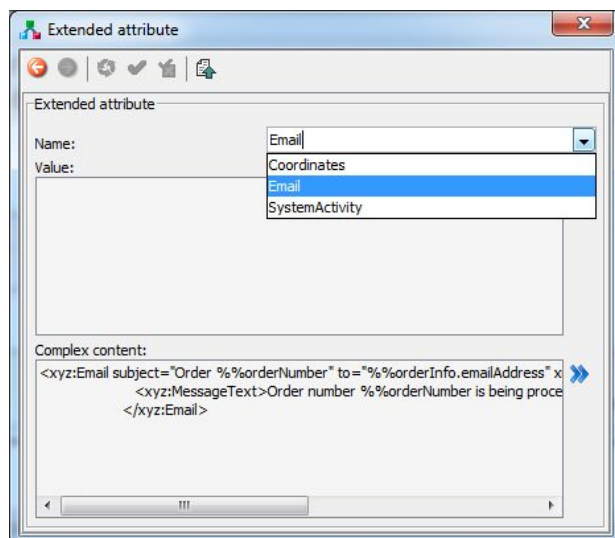 Extended attribute
Extended attribute
Name:
Email
Value:
Coordinates
Email
SystemActivity
Complex content:
<xyz:Email subject="Order %%orderNumber" to="%%orderInfo.emailAddress" x
<xyz:MessageText>Order number %%orderNumber is being proce
</xyz:Email>